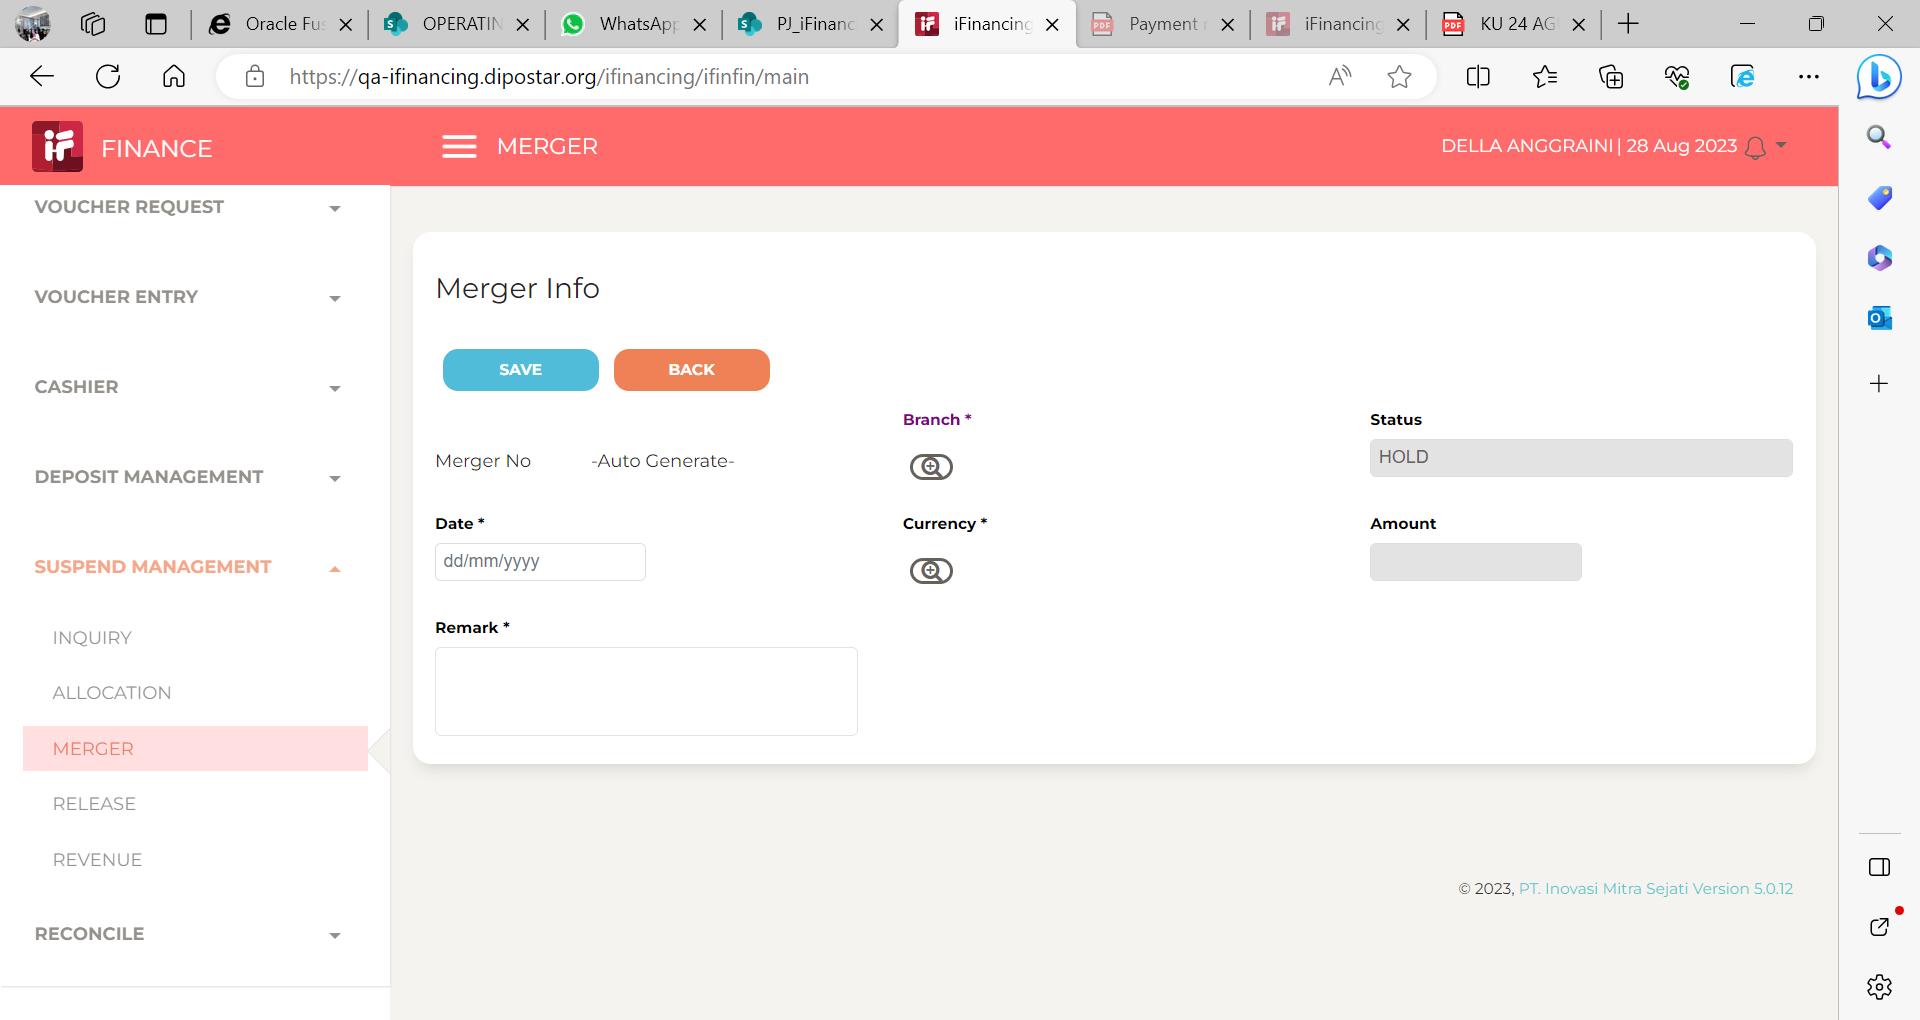 Oracle Fus
OPERATIN
WhatsApp
PJ_iFinanc
iFinancing
Payment r
iFinancing
KU 24 AG
https://qa-ifinancing.dipostar.org/ifinancing/ifinfin/main
iF FINANCE
MERGER
DELLA ANGGRAINI | 28 Aug 2023
VOUCHER REQUEST
VOUCHER ENTRY
CASHIER
DEPOSIT MANAGEMENT
SUSPEND MANAGEMENT
INQUIRY
ALLOCATION
MERGER
RELEASE
REVENUE
RECONCILE
Merger Info
SAVE
BACK
Merger No -Auto Generate-
Branch *
Status
HOLD
Date *
dd/mm/yyyy
Currency *
Amount
Remark *
© 2023, PT. Inovasi Mitra Sejati Version 5.0.12